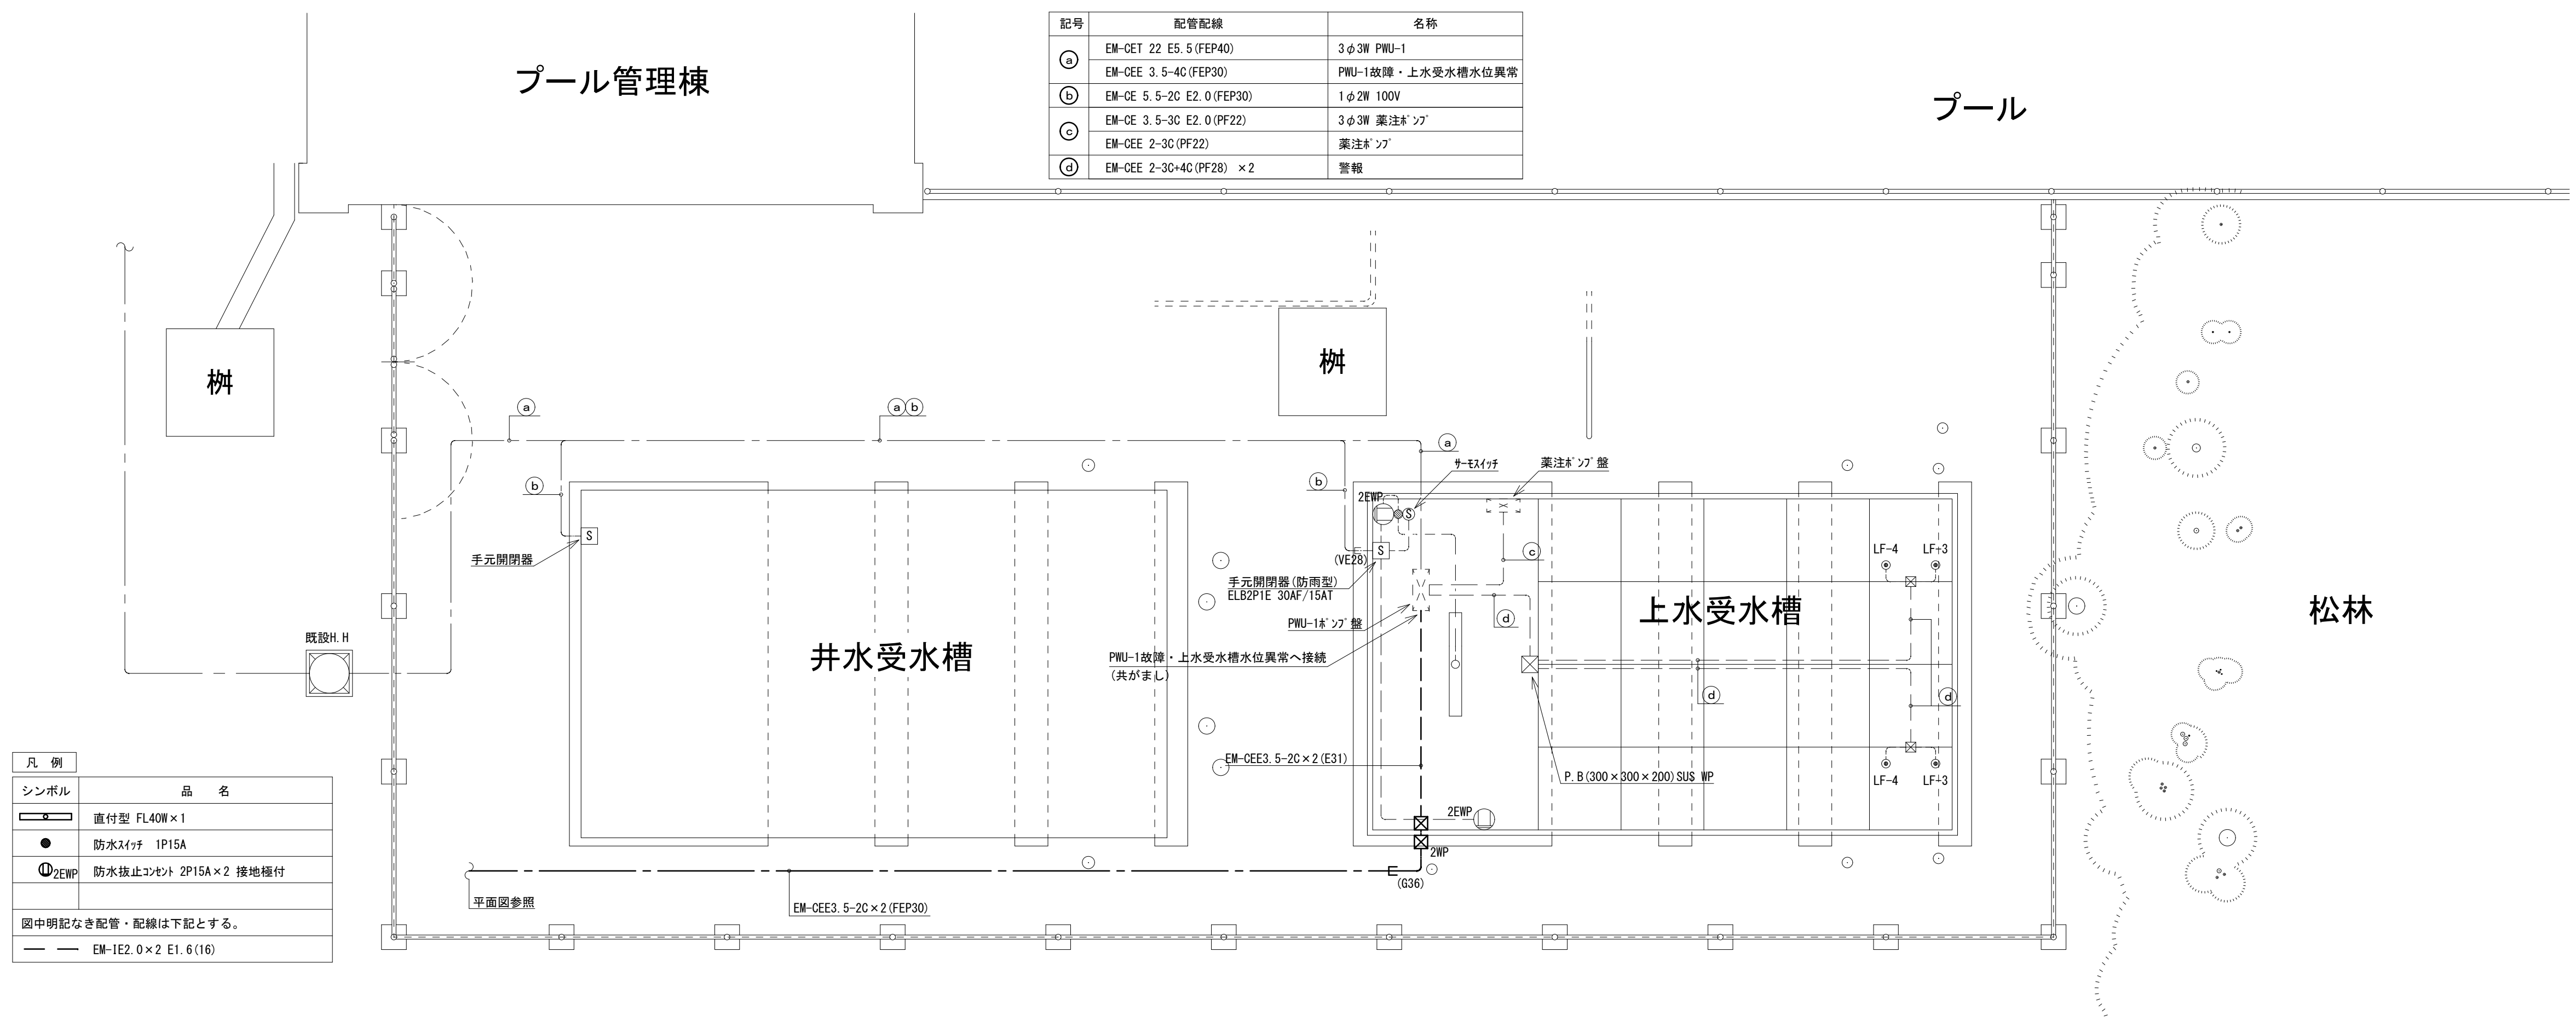 記号 配管配線 名称
a EM-CET 22 E5.5(FEP40) 3φ3W PWU-1
EM-CEE 3.5-4C(FEP30) PWU-1故障・上水受水槽水位異常
b EM-CE 5.5-2C E2.0(FEP30) 1φ2W 100V
c EM-CE 3.5-3C E2.0(PF22) 3φ3W 薬注ﾎﾟﾝﾌﾟ
EM-CEE 2-3C(PF22) 薬注ﾎﾟﾝﾌﾟ
d EM-CEE 2-3C+4C(PF28) ×2 警報
プール管理棟
プール
桝
桝
a
a b
a
b
b
サーモスイッチ
薬注ﾎﾟﾝﾌﾟ盤
2EWP
S
S
S
手元開閉器
(VE28)
手元開閉器(防雨型)
ELB2P1E 30AF/15AT
c
d
LF-4 LF-3
PWU-1ﾎﾟﾝﾌﾟ盤
上水受水槽
松林
既設H.H
井水受水槽
PWU-1故障・上水受水槽水位異常へ接続
(共がまし)
d
d
EM-CEE3.5-2C×2(E31)
P.B(300×300×200)SUS WP
LF-4 LF-3
2EWP
2WP
(G36)
平面図参照
EM-CEE3.5-2C×2(FEP30)
凡 例
シンボル 品 名
直付型 FL40W×1
防水ｽｲｯﾁ 1P15A
2EWP 防水抜止ｺﾝｾﾝﾄ 2P15A×2 接地極付
図中明記なき配管・配線は下記とする。
EM-IE2.0×2 E1.6(16)